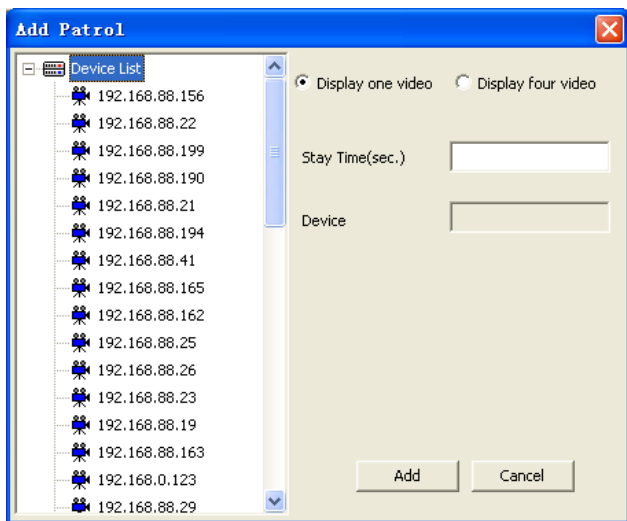 Add Patrol
Device List
192.168.88.156
192.168.88.22
192.168.88.199
192.168.88.190
192.168.88.21
192.168.88.194
192.168.88.41
192.168.88.165
192.168.88.162
192.168.88.25
192.168.88.26
192.168.88.23
192.168.88.19
192.168.88.163
192.168.0.123
192.168.88.29
Display one video Display four video
Stay Time(sec.)
Device
Add Cancel